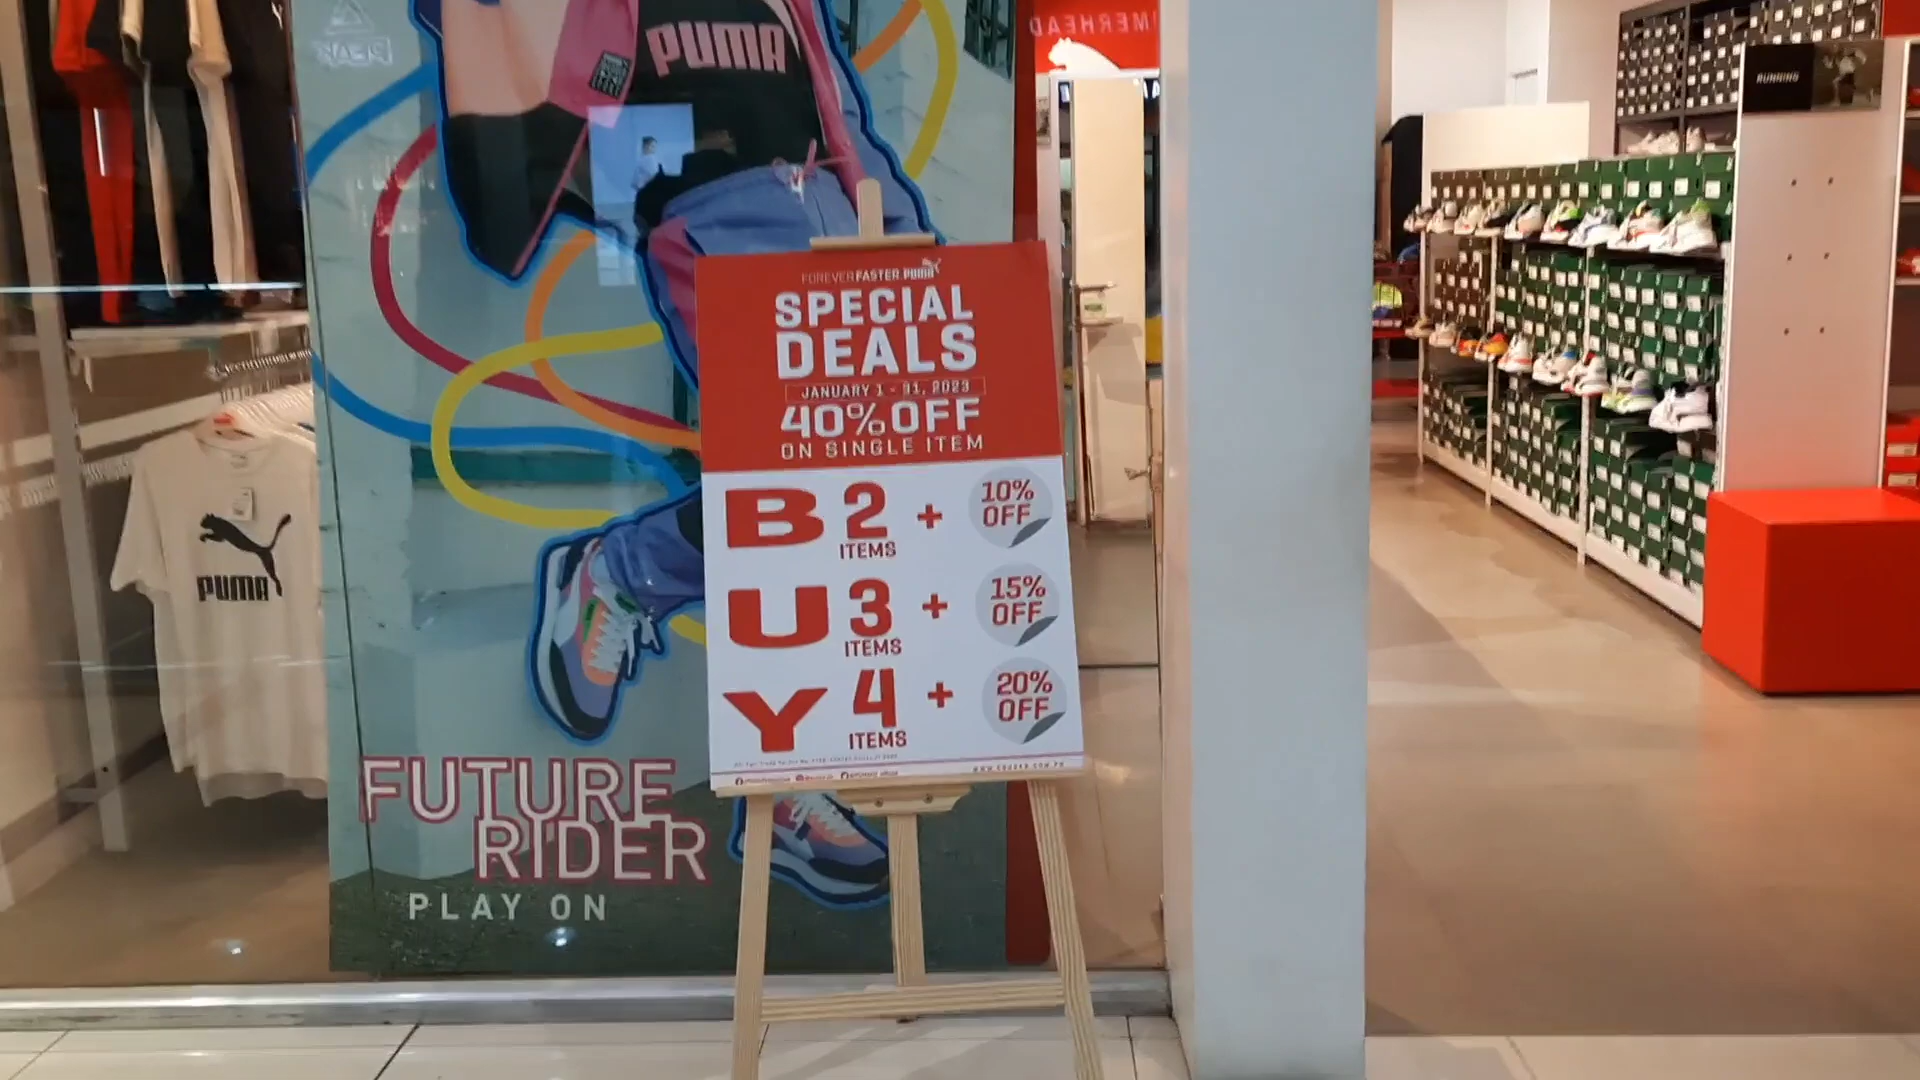 PUMA
RUNNING
FOREVER FASTER PUMA
SPECIAL
DEALS
JANUARY 1 - 31, 2023
40% OFF
ON SINGLE ITEM
B 2 ITEMS + 10% OFF
U 3 ITEMS + 15% OFF
Y 4 ITEMS + 20% OFF
PUMA
FUTURE
RIDER
PLAY ON